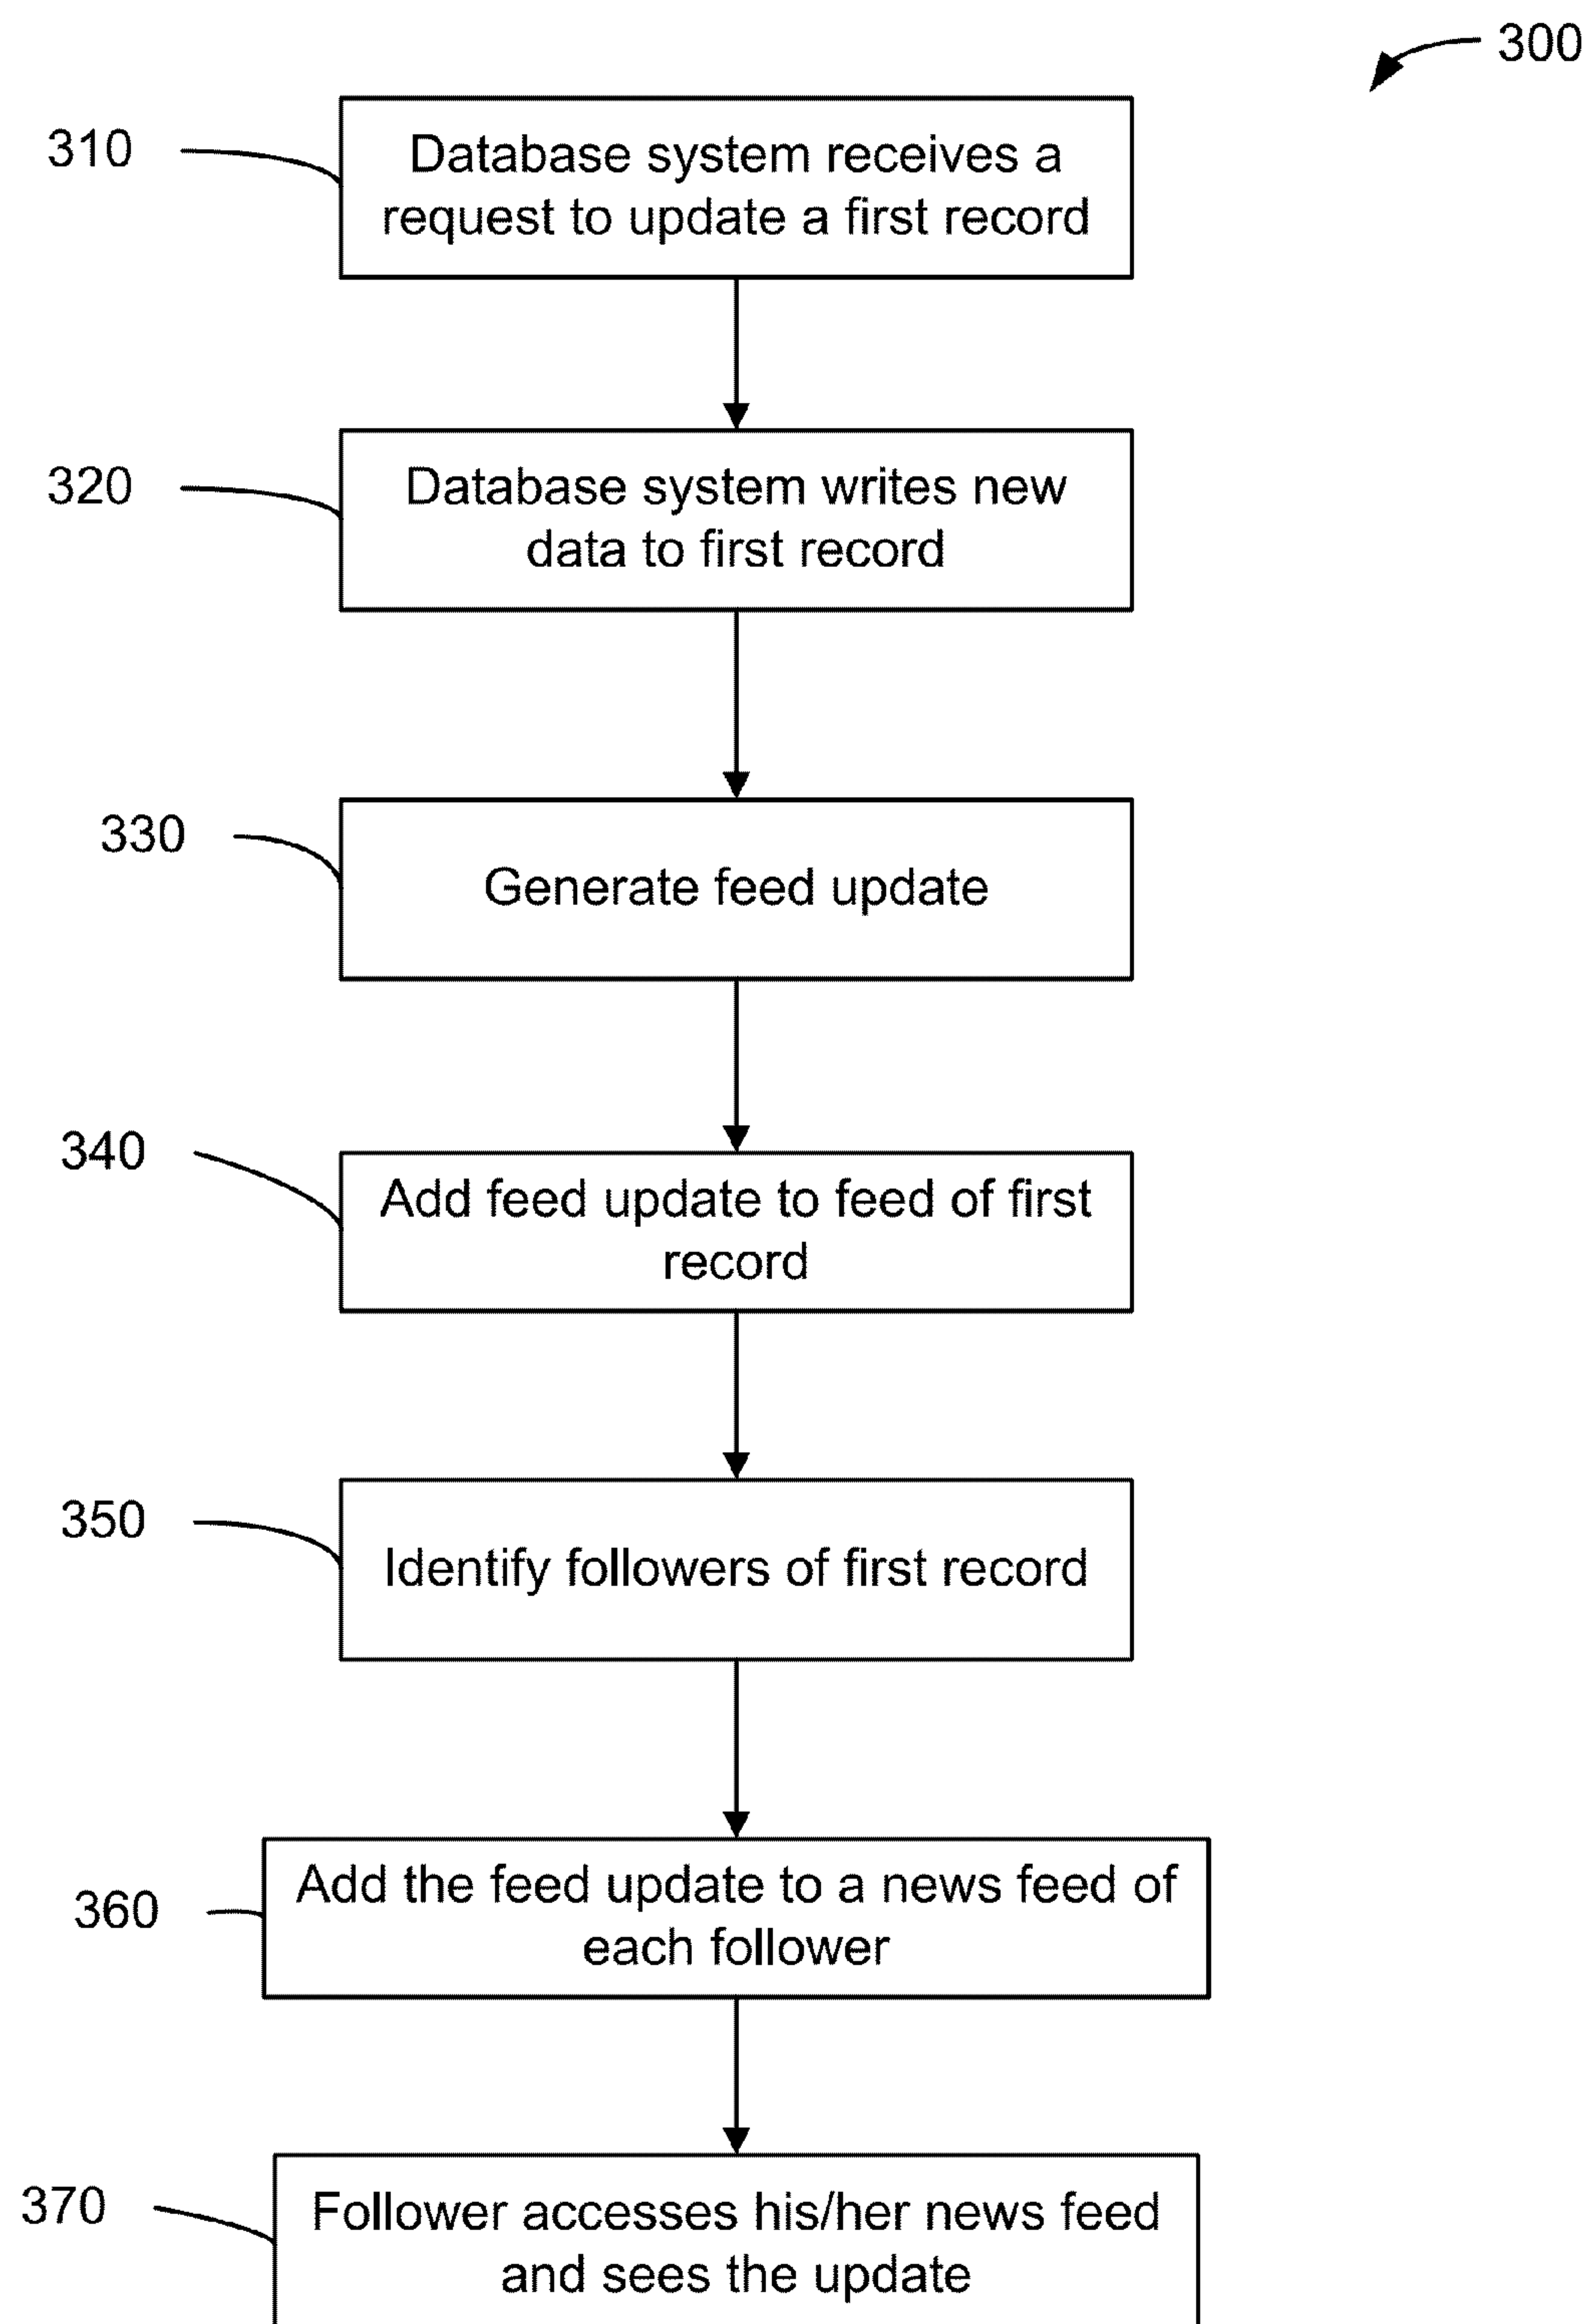 300
310
Database system receives a
request to update a first record
320
Database system writes new
data to first record
330
Generate feed update
340
Add feed update to feed of first
record
350
Identify followers of first record
360
Add the feed update to a news feed of
each follower
370
Follower accesses his/her news feed
and sees the update